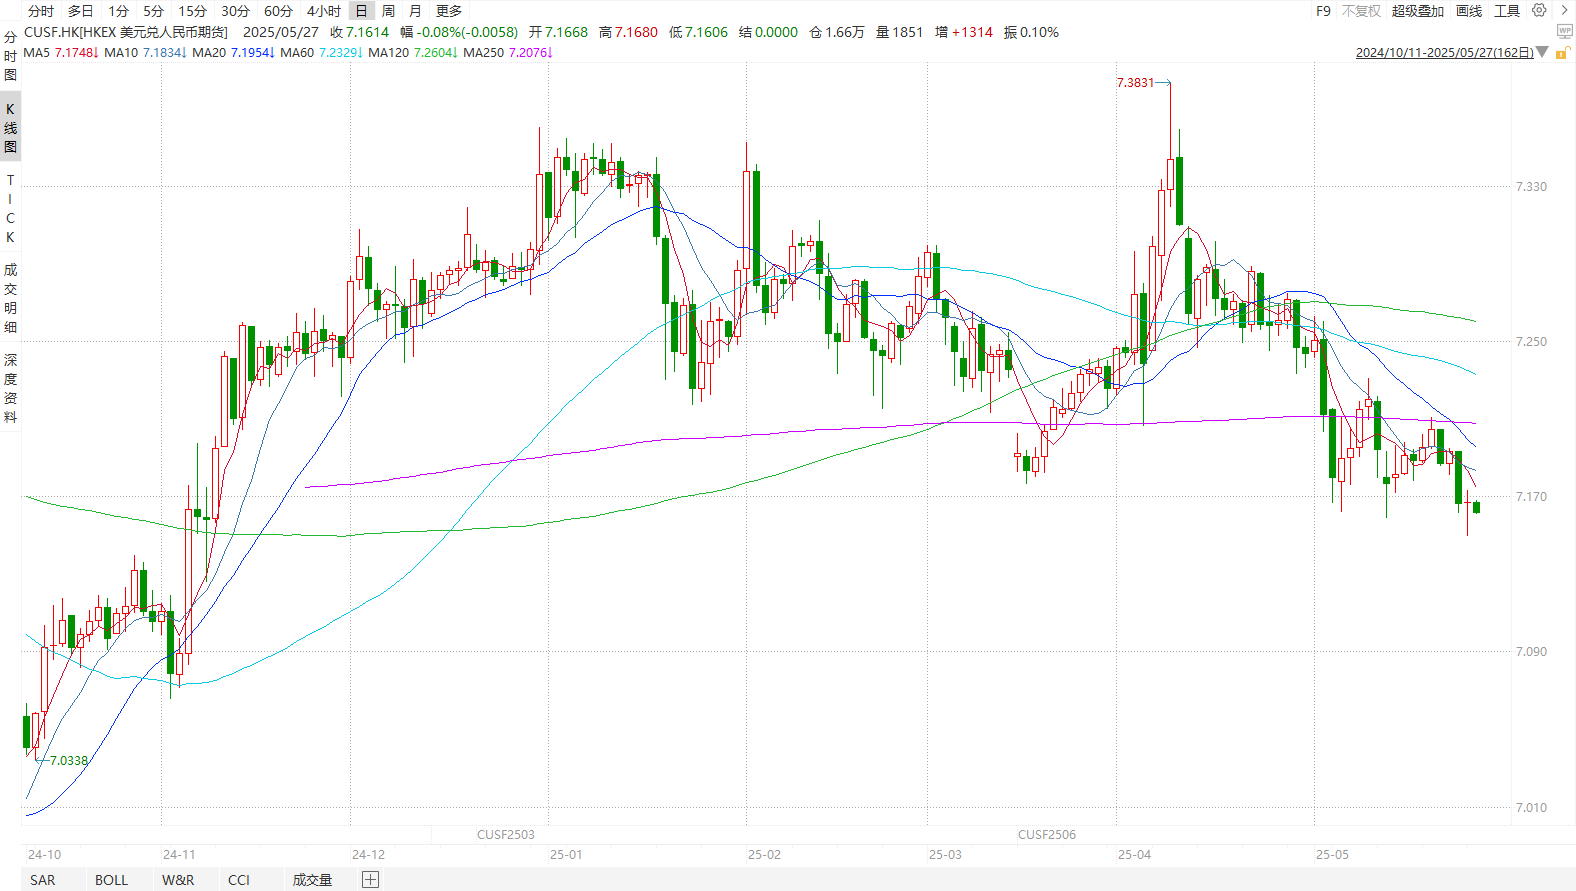 分时 多日 1分 5分 15分 30分 60分 4小时 日 周 月 更多 F9 不复权 超级叠加 画线 工具
CUSF.HK[HKEX 美元兑人民币期货] 2025/05/27 收7.1614 幅-0.08%(-0.0058) 开7.1668 高7.1680 低7.1606 结0.0000 仓1.66万 量1851 增+1314 振0.10%
MA5 7.1748↓ MA10 7.1834↓ MA20 7.1954↓ MA60 7.2329↓ MA120 7.2604↓ MA250 7.2076↓ 2024/10/11-2025/05/27(162日)
WP
分时图
K线图
TICK
成交明细
深度资料
7.3831
7.330
7.250
7.170
7.090
7.0338
7.010
CUSF2503 CUSF2506
24-10 24-11 24-12 25-01 25-02 25-03 25-04 25-05
SAR BOLL W&R CCI 成交量